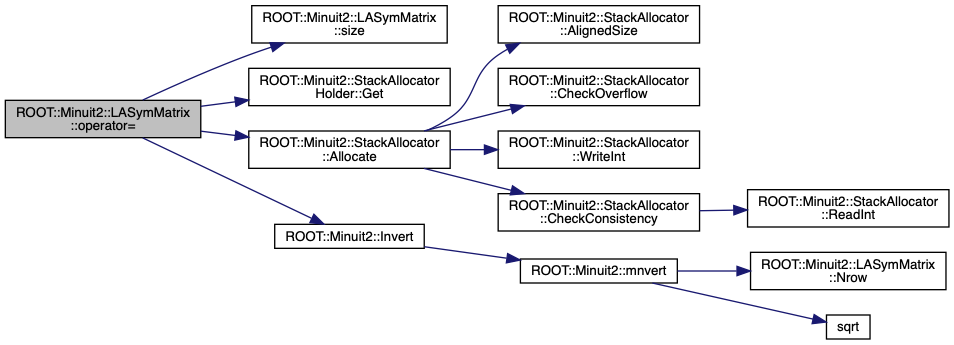 ROOT::Minuit2::LASymMatrix
::operator=
ROOT::Minuit2::LASymMatrix
::size
ROOT::Minuit2::StackAllocator
Holder::Get
ROOT::Minuit2::StackAllocator
::Allocate
ROOT::Minuit2::Invert
ROOT::Minuit2::StackAllocator
::AlignedSize
ROOT::Minuit2::StackAllocator
::CheckOverflow
ROOT::Minuit2::StackAllocator
::WriteInt
ROOT::Minuit2::StackAllocator
::CheckConsistency
ROOT::Minuit2::mnvert
ROOT::Minuit2::StackAllocator
::ReadInt
ROOT::Minuit2::LASymMatrix
::Nrow
sqrt